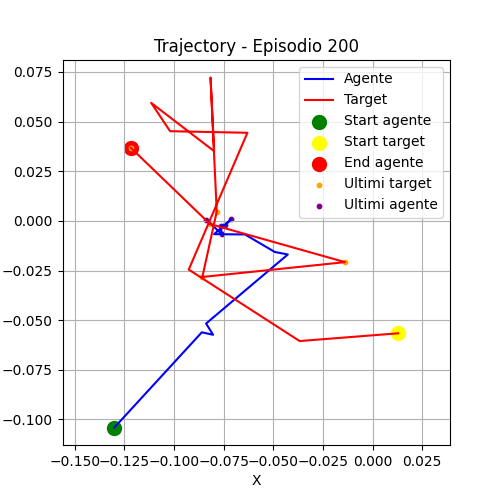 Trajectory - Episodio 200
Agente
Target
Start agente
Start target
End agente
Ultimi target
Ultimi agente
0.075
0.050
0.025
0.000
−0.025
−0.050
−0.075
−0.100
−0.150 −0.125 −0.100 −0.075 −0.050 −0.025 0.000 0.025
X